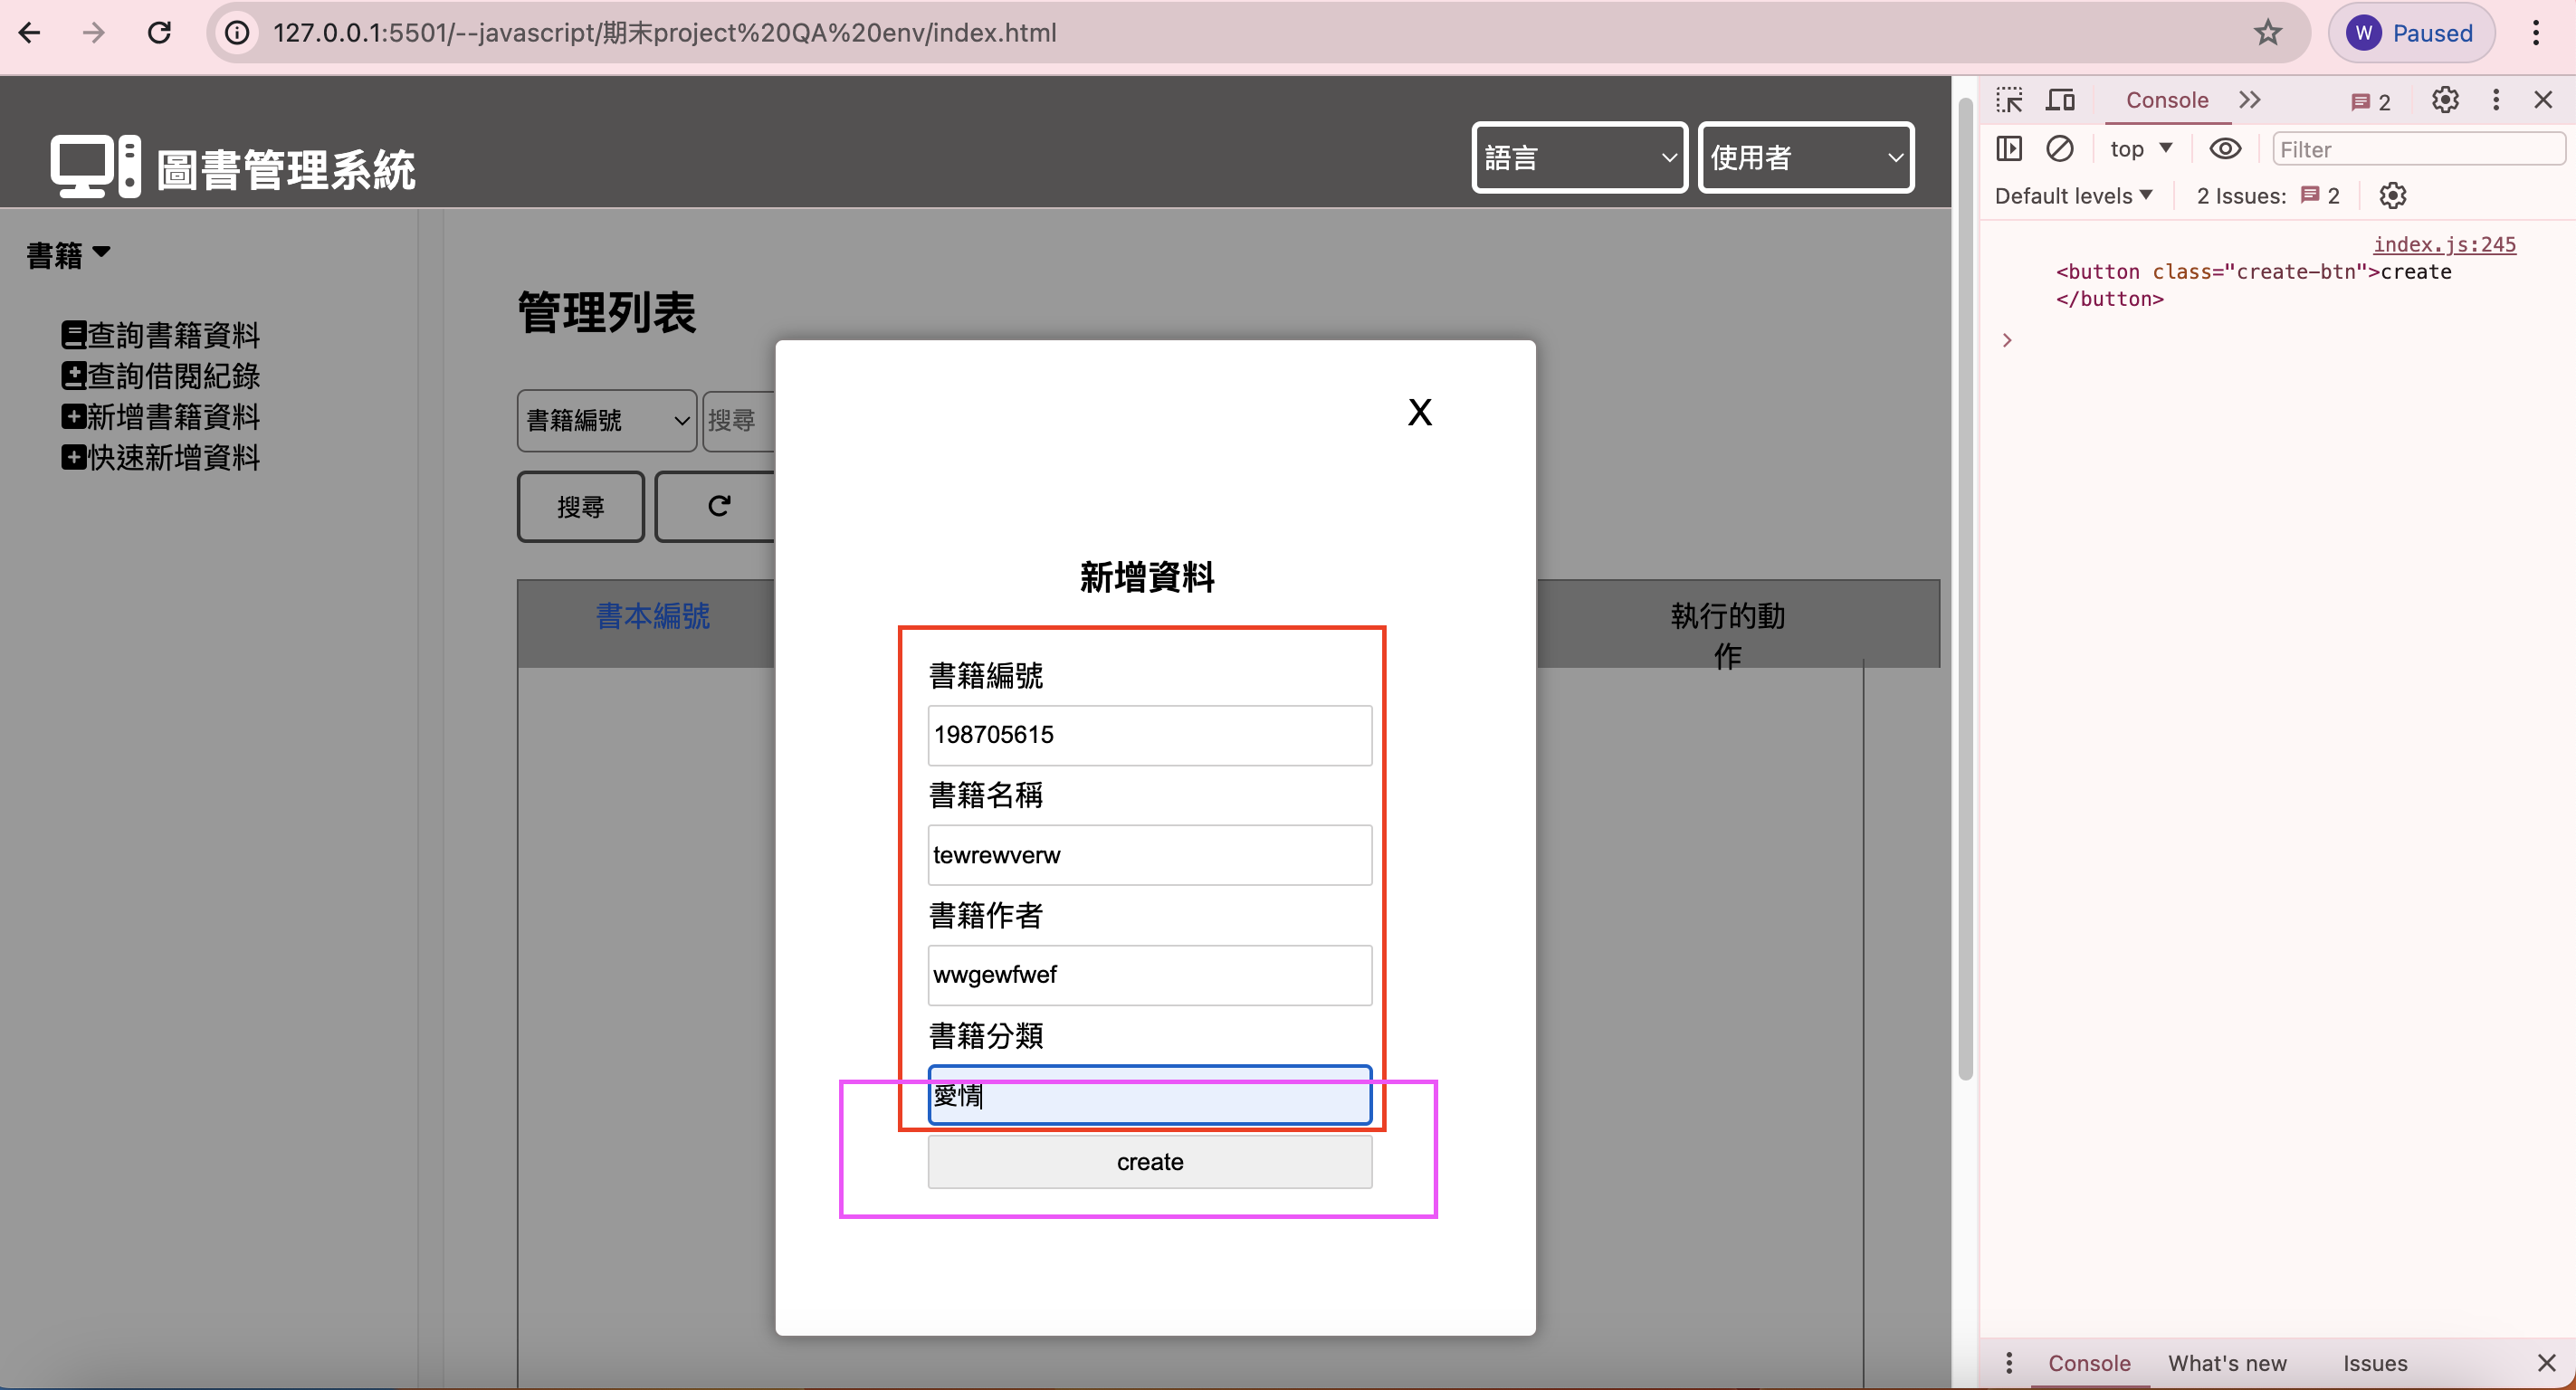 127.0.0.1:5501/--javascript/期末project%20QA%20env/index.html
W Paused
圖書管理系統
語言
使用者
書籍
查詢書籍資料
查詢借閱紀錄
新增書籍資料
快速新增資料
管理列表
書籍編號
搜尋
搜尋
書本編號
執行的動
作
X
新增資料
書籍編號
198705615
書籍名稱
tewrewverw
書籍作者
wwgewfwef
書籍分類
愛情
create
Console
2
top
Filter
Default levels
2 Issues: 2
index.js:245
<button class="create-btn">create
</button>
Console What's new Issues